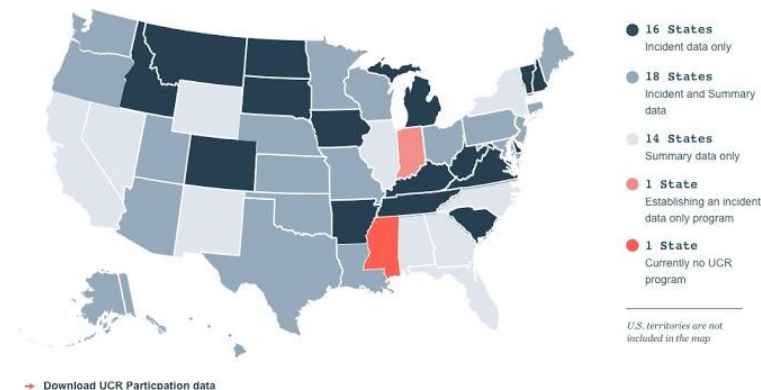 16 States
Incident data only
18 States
Incident and Summary
data
14 States
Summary data only
1 State
Establishing an incident
data only program
1 State
Currently no UCR
program
U.S. territories are not
included in the map
➔ Download UCR Particpation data